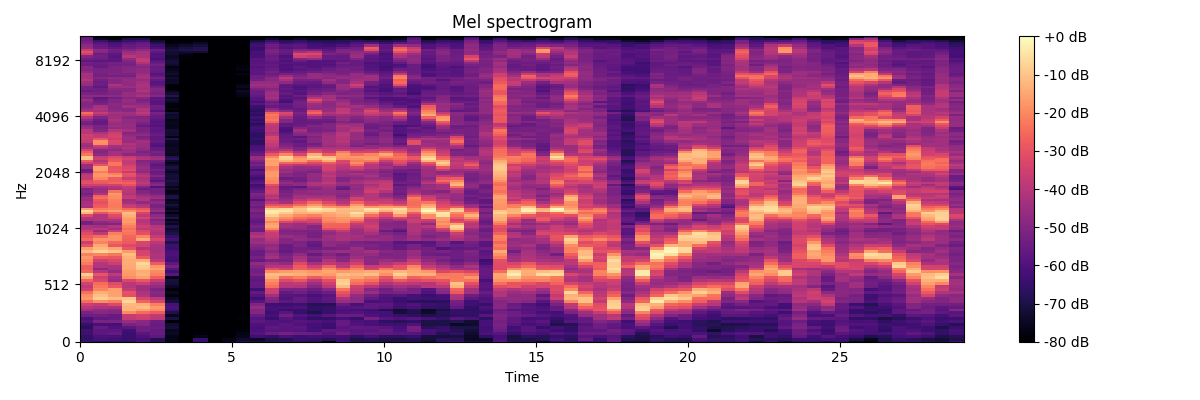 Mel spectrogram
8192
4096
2048
1024
512
0
Hz
0 5 10 15 20 25
Time
+0 dB
-10 dB
-20 dB
-30 dB
-40 dB
-50 dB
-60 dB
-70 dB
-80 dB